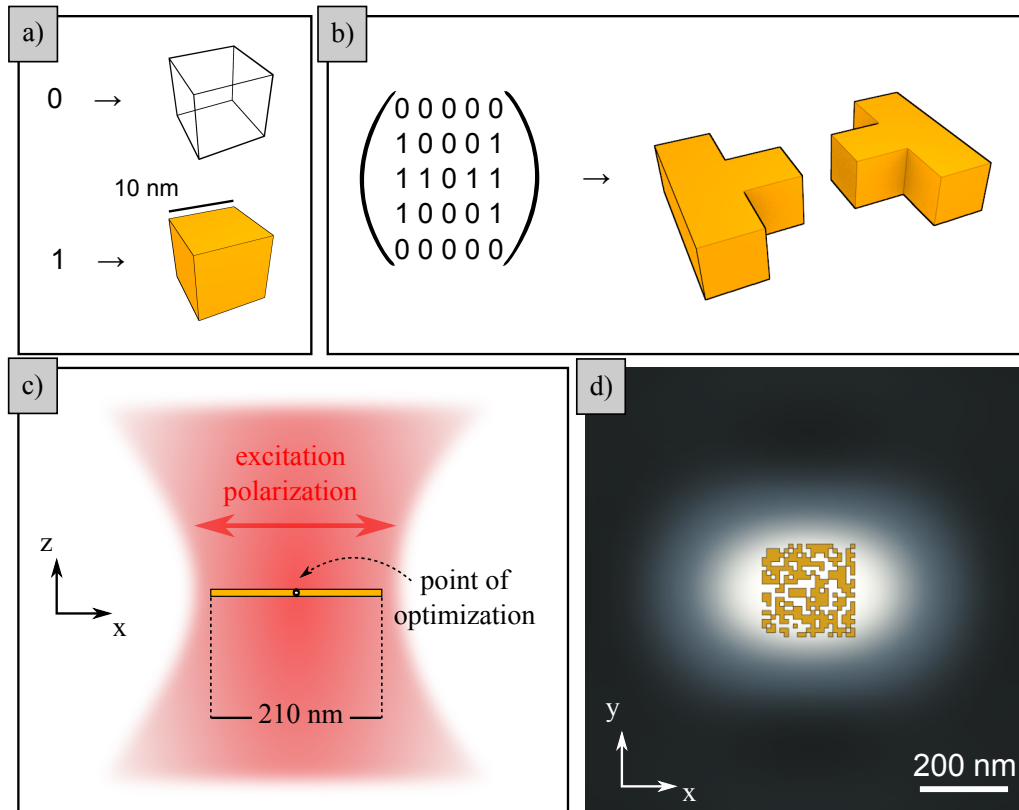 a)
0 →
10 nm
1 →
b)
0 0 0 0 0
1 0 0 0 1
1 1 0 1 1
1 0 0 0 1
0 0 0 0 0
→
c)
excitation
polarization
z
x
point of
optimization
210 nm
d)
y
x
200 nm